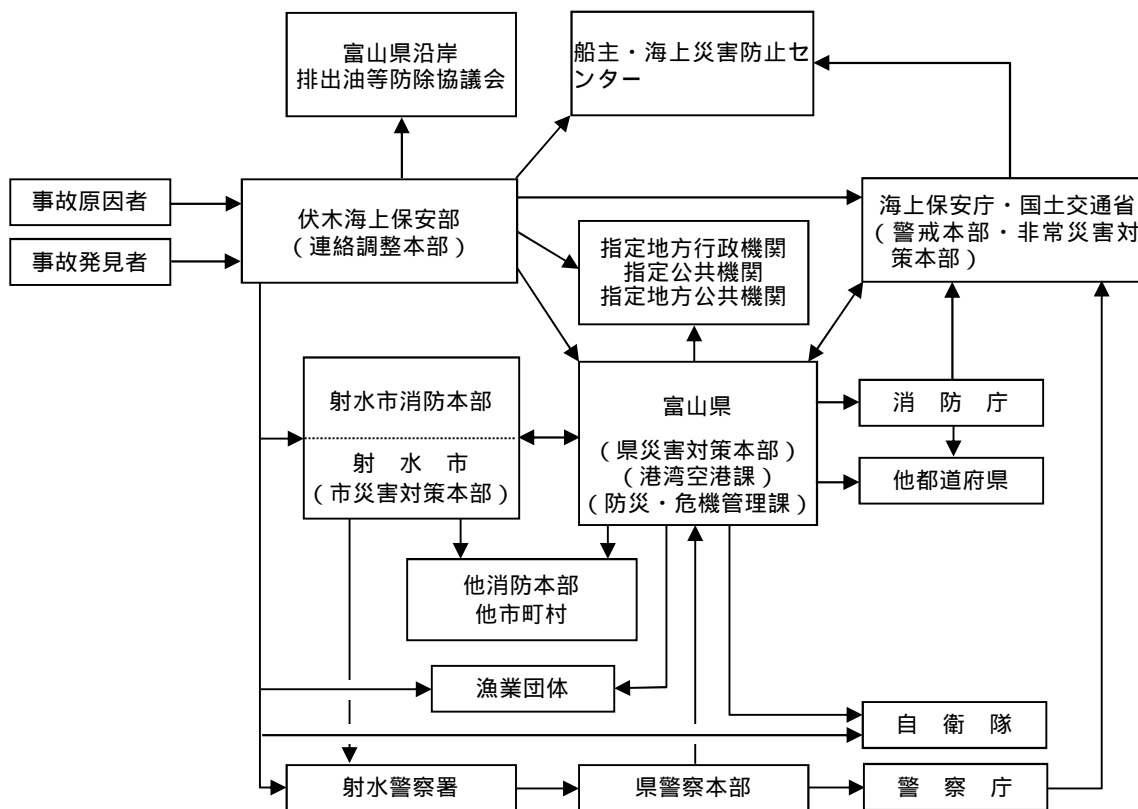 富山県沿岸
排出油等防除協議会
船主・海上災害防止セ
ンター
事故原因者
事故発見者
伏木海上保安部
(連絡調整本部)
海上保安庁・国土交通省
(警戒本部・非常災害対
策本部)
指定地方行政機関
指定公共機関
指定地方公共機関
射水市消防本部
射　水　市
(市災害対策本部)
富山県
(県災害対策本部)
(港湾空港課)
(防災・危機管理課)
消　防　庁
他都道府県
他消防本部
他市町村
漁業団体
自　衛　隊
射水警察署
県警察本部
警　察　庁